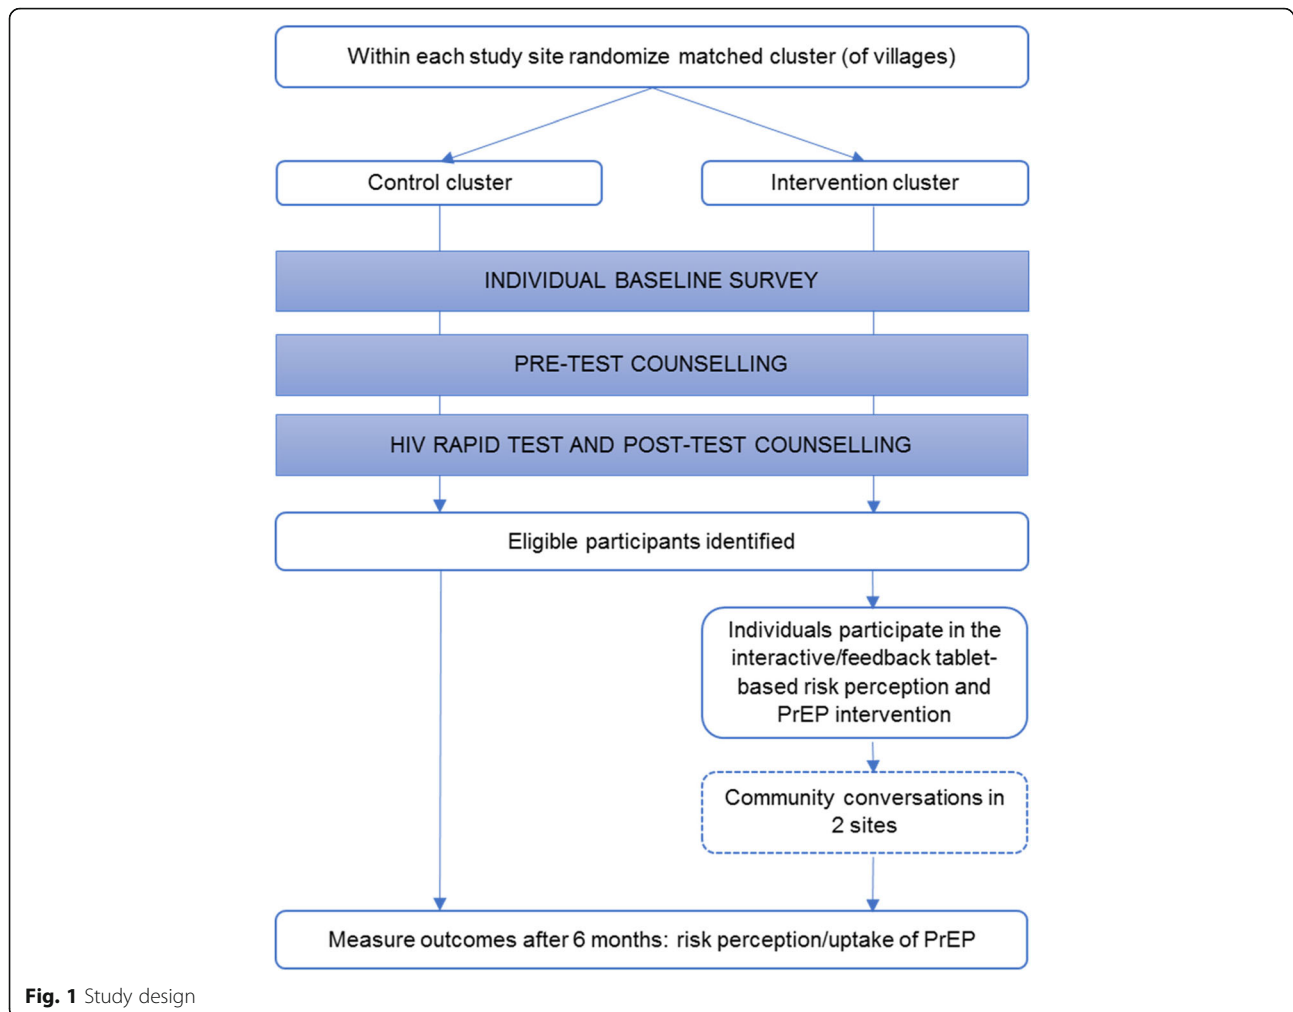 Within each study site randomize matched cluster (of villages)
Control cluster
Intervention cluster
INDIVIDUAL BASELINE SURVEY
PRE-TEST COUNSELLING
HIV RAPID TEST AND POST-TEST COUNSELLING
Eligible participants identified
Individuals participate in the
interactive/feedback tablet-
based risk perception and
PrEP intervention
Community conversations in
2 sites
Measure outcomes after 6 months: risk perception/uptake of PrEP
Fig. 1 Study design